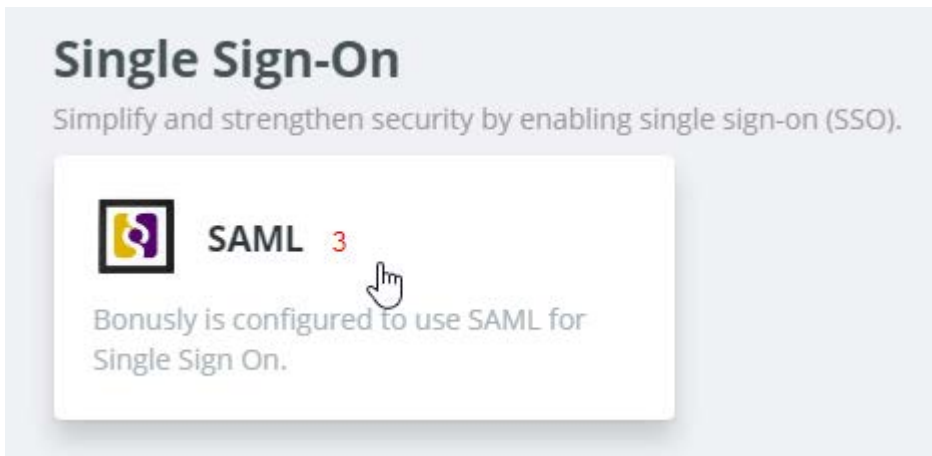 Single Sign-On
Simplify and strengthen security by enabling single sign-on (SSO).
SAML 3
Bonusly is configured to use SAML for
Single Sign On.